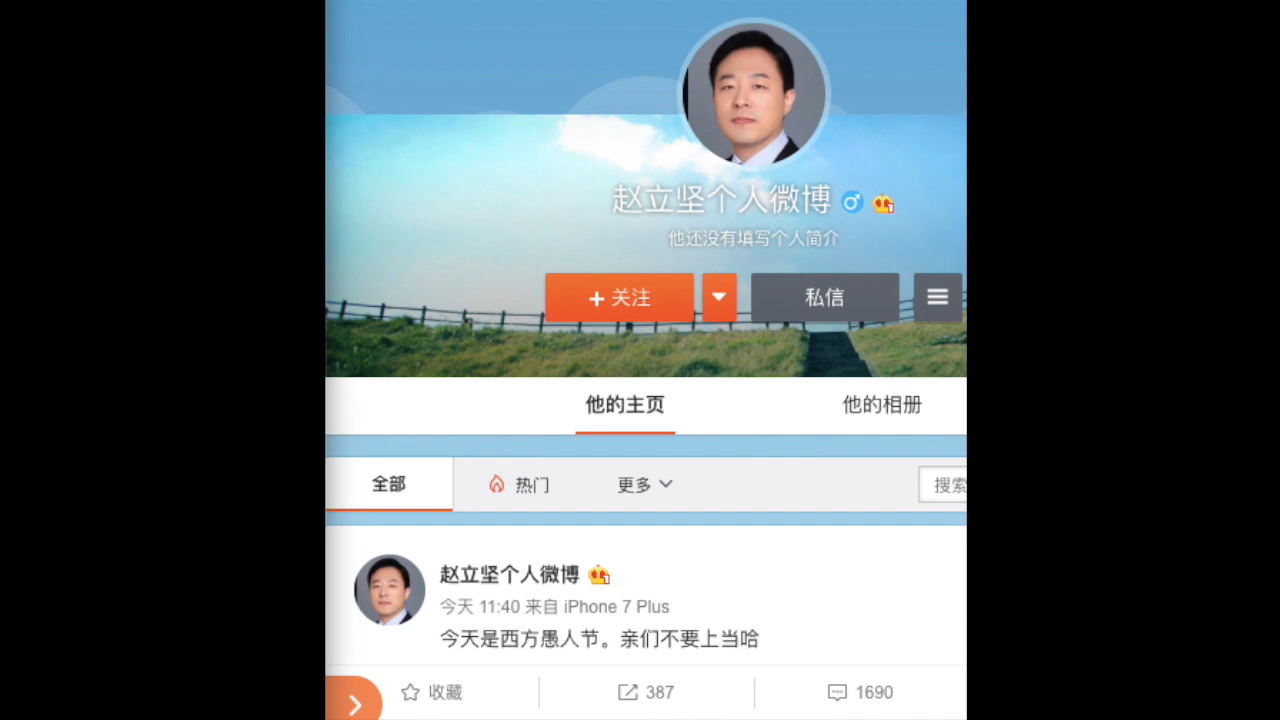 赵立坚个人微博
他还没有填写个人简介
+ 关注
私信
他的主页
他的相册
全部
热门
更多
搜索
赵立坚个人微博
今天 11:40 来自 iPhone 7 Plus
今天是西方愚人节。亲们不要上当哈
收藏
387
1690